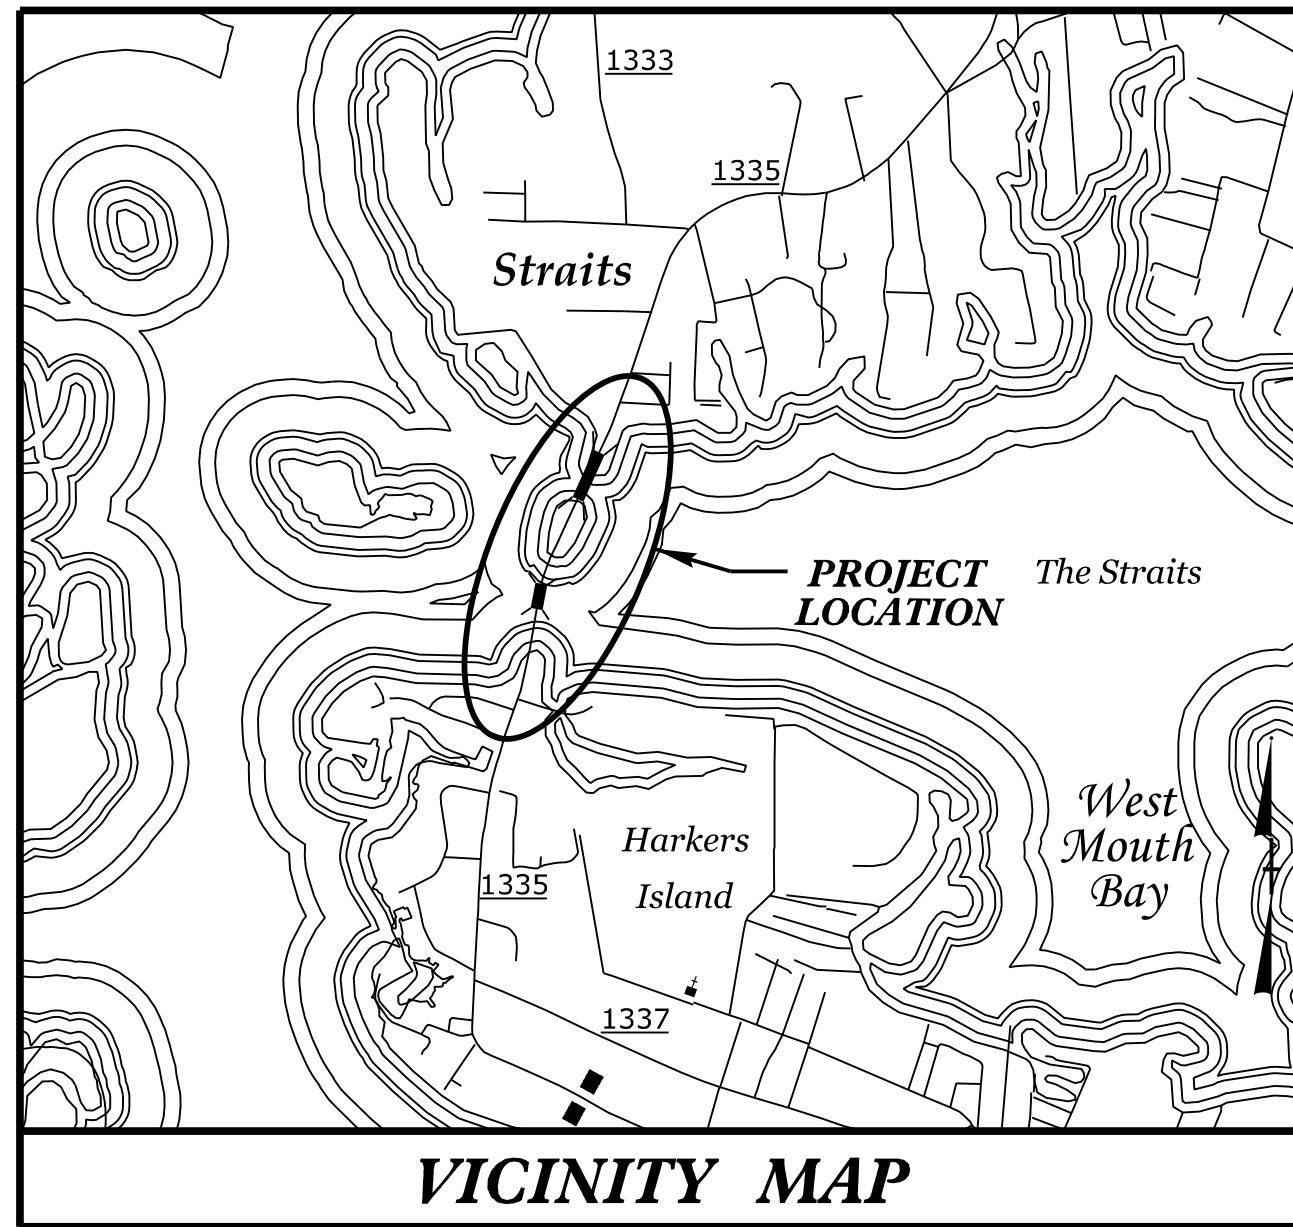 1333
1335
Straits
PROJECT
LOCATION
The Straits
West
Mouth
Bay
Harkers
Island
1335
1337
VICINITY MAP